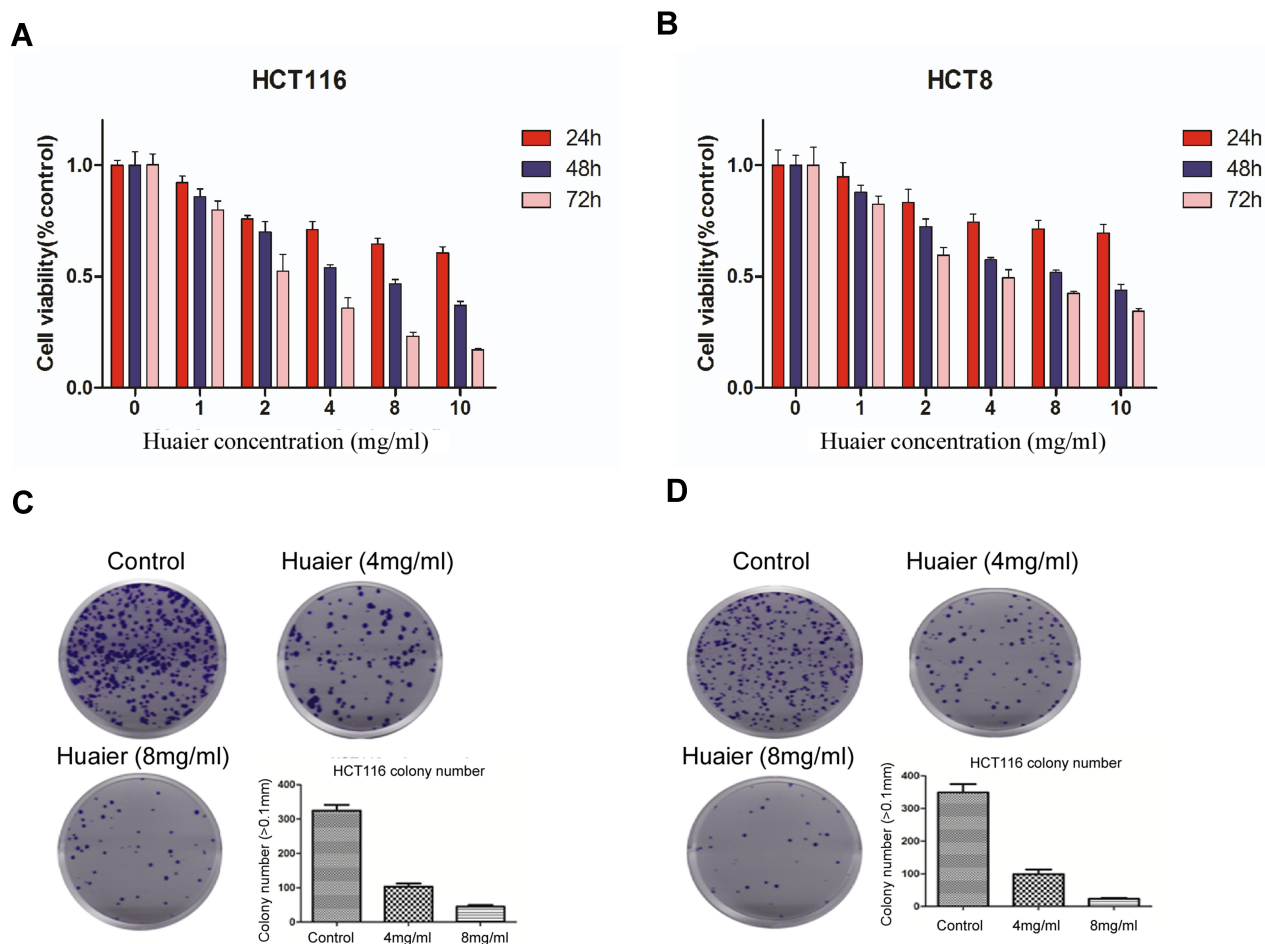 A
HCT116
Cell viability(%control)
1.0
0.5
0.0
0 1 2 4 8 10
Huaier concentration (mg/ml)
24h
48h
72h
B
HCT8
Cell viability(%control)
1.0
0.5
0.0
0 1 2 4 8 10
Huaier concentration (mg/ml)
24h
48h
72h
C
Control
Huaier (4mg/ml)
Huaier (8mg/ml)
HCT116 colony number
Colony number (>0.1mm)
400
300
200
100
0
Control 4mg/ml 8mg/ml
D
Control
Huaier (4mg/ml)
Huaier (8mg/ml)
HCT116 colony number
Colony number (>0.1mm)
400
300
200
100
0
Control 4mg/ml 8mg/ml